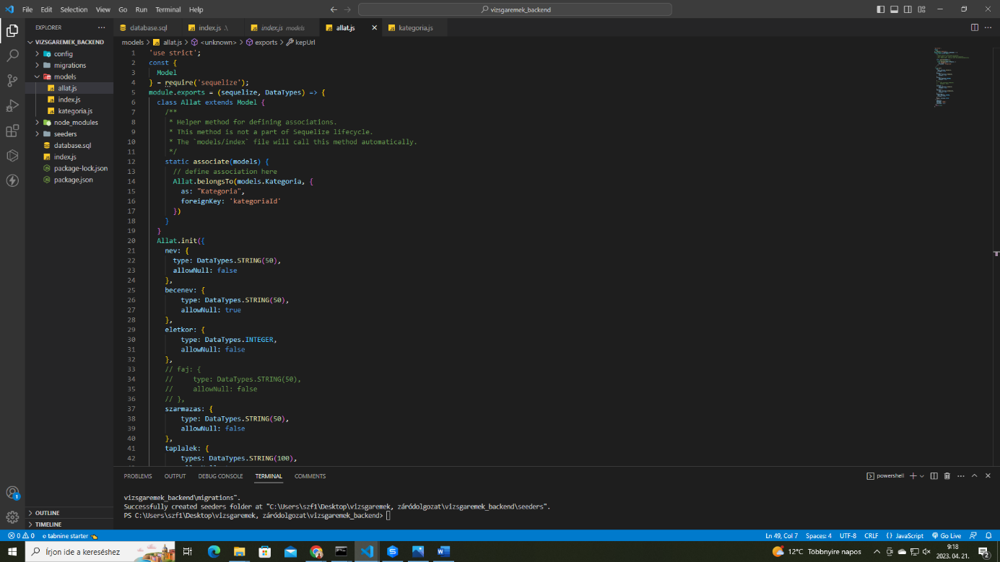 File Edit Selection View Go Run Terminal Help
vizsgaremek_backend
EXPLORER
VIZSGAREMEK_BACKEND
config
migrations
models
allat.js
index.js
kategoria.js
node_modules
seeders
database.sql
index.js
package-lock.json
package.json
OUTLINE
TIMELINE
database.sql index.js .\ index.js models allat.js kategoria.js
models > allat.js > <unknown> > exports > kepUrl
1 'use strict';
2 const {
3 Model
4 } = require('sequelize');
5 module.exports = (sequelize, DataTypes) => {
6 class Allat extends Model {
7 /**
8 * Helper method for defining associations.
9 * This method is not a part of Sequelize lifecycle.
10 * The `models/index` file will call this method automatically.
11 */
12 static associate(models) {
13 // define association here
14 Allat.belongsTo(models.Kategoria, {
15 as: "Kategoria",
16 foreignKey: 'kategoriaId'
17 })
18 }
19 }
20 Allat.init({
21 nev: {
22 type: DataTypes.STRING(50),
23 allowNull: false
24 },
25 becenev: {
26 type: DataTypes.STRING(50),
27 allowNull: true
28 },
29 eletkor: {
30 type: DataTypes.INTEGER,
31 allowNull: false
32 },
33 // faj: {
34 // type: DataTypes.STRING(50),
35 // allowNull: false
36 // },
37 szarmazas: {
38 type: DataTypes.STRING(50),
39 allowNull: false
40 },
41 taplalek: {
42 types: DataTypes.STRING(100),
PROBLEMS OUTPUT DEBUG CONSOLE TERMINAL COMMENTS
powershell
vizsgaremek_backend\migrations".
Successfully created seeders folder at "C:\Users\szf1\Desktop\vizsgaremek, záródolgozat\vizsgaremek_backend\seeders".
PS C:\Users\szf1\Desktop\vizsgaremek, záródolgozat\vizsgaremek_backend>
0 0 tabnine starter
Ln 49, Col 7 Spaces: 4 UTF-8 CRLF {} JavaScript Go Live
Írjon ide a kereséshez
12°C Többnyire napos
9:18
2023. 04. 21.
2